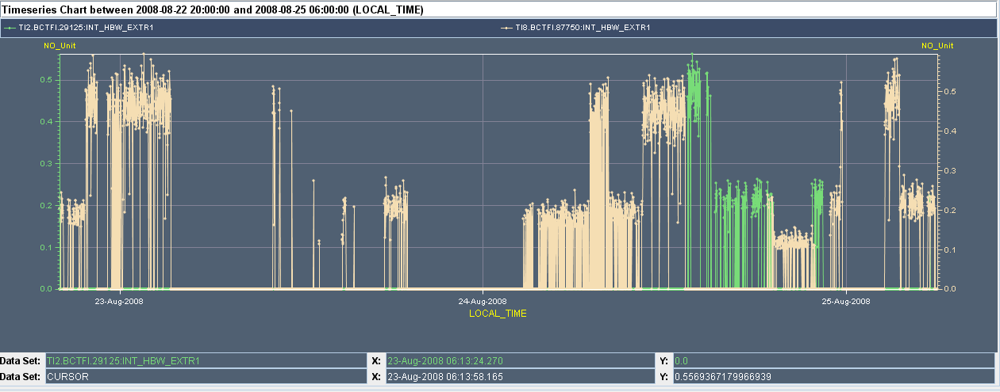 Timeseries Chart between 2008-08-22 20:00:00 and 2008-08-25 06:00:00 (LOCAL_TIME)
TI2.BCTFI.29125:INT_HBW_EXTR1 TI8.BCTFI.87750:INT_HBW_EXTR1
NO_Unit NO_Unit
0.5 0.5
0.4 0.4
0.3 0.3
0.2 0.2
0.1 0.1
0.0 0.0
23-Aug-2008 24-Aug-2008 25-Aug-2008
LOCAL_TIME
Data Set: TI2.BCTFI.29125:INT_HBW_EXTR1 X: 23-Aug-2008 06:13:24.270 Y: 0.0
Data Set: CURSOR X: 23-Aug-2008 06:13:58.165 Y: 0.5569367179966939